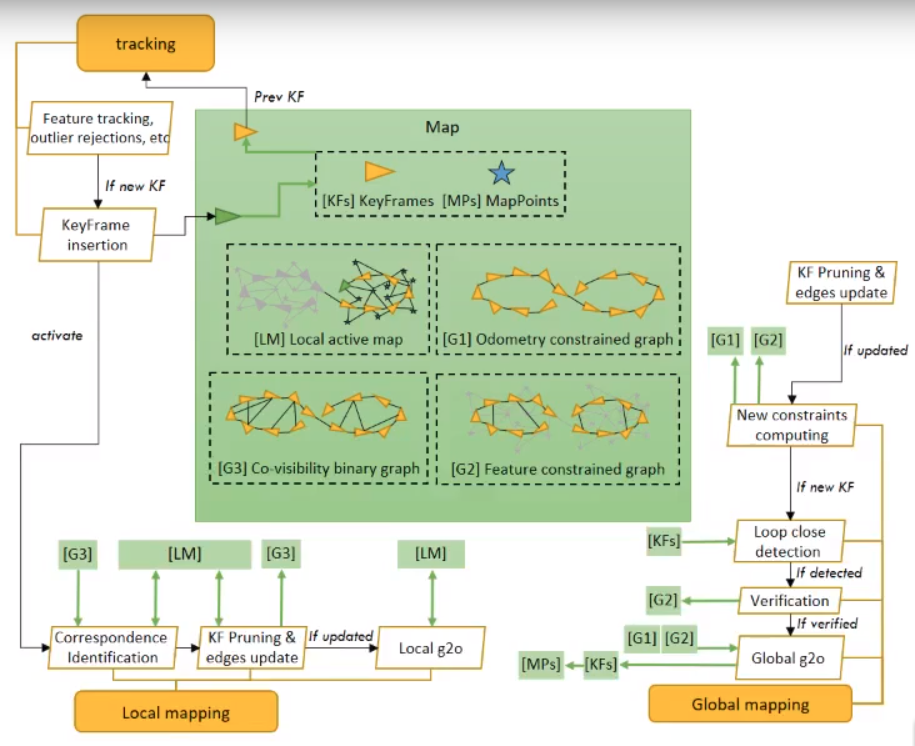 tracking
Prev KF
Feature tracking,
outlier rejections, etc
If new KF
KeyFrame
insertion
activate
Map
[KFs] KeyFrames [MPs] MapPoints
[LM] Local active map
[G1] Odometry constrained graph
[G3] Co-visibility binary graph
[G2] Feature constrained graph
KF Pruning &
edges update
If updated
[G1] [G2]
New constraints
computing
If new KF
[KFs]
Loop close
detection
If detected
[G2]
Verification
If verified
[G1] [G2]
[MPs] [KFs]
Global g2o
Global mapping
[G3] [LM] [G3] [LM]
Correspondence
Identification
KF Pruning &
edges update
If updated
Local g2o
Local mapping